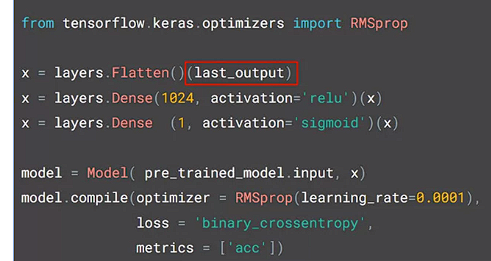 from tensorflow.keras.optimizers import RMSprop
x = layers.Flatten()(last_output)
x = layers.Dense(1024, activation='relu')(x)
x = layers.Dense  (1, activation='sigmoid')(x)
model = Model( pre_trained_model.input, x)
model.compile(optimizer = RMSprop(learning_rate=0.0001),
              loss = 'binary_crossentropy',
              metrics = ['acc'])